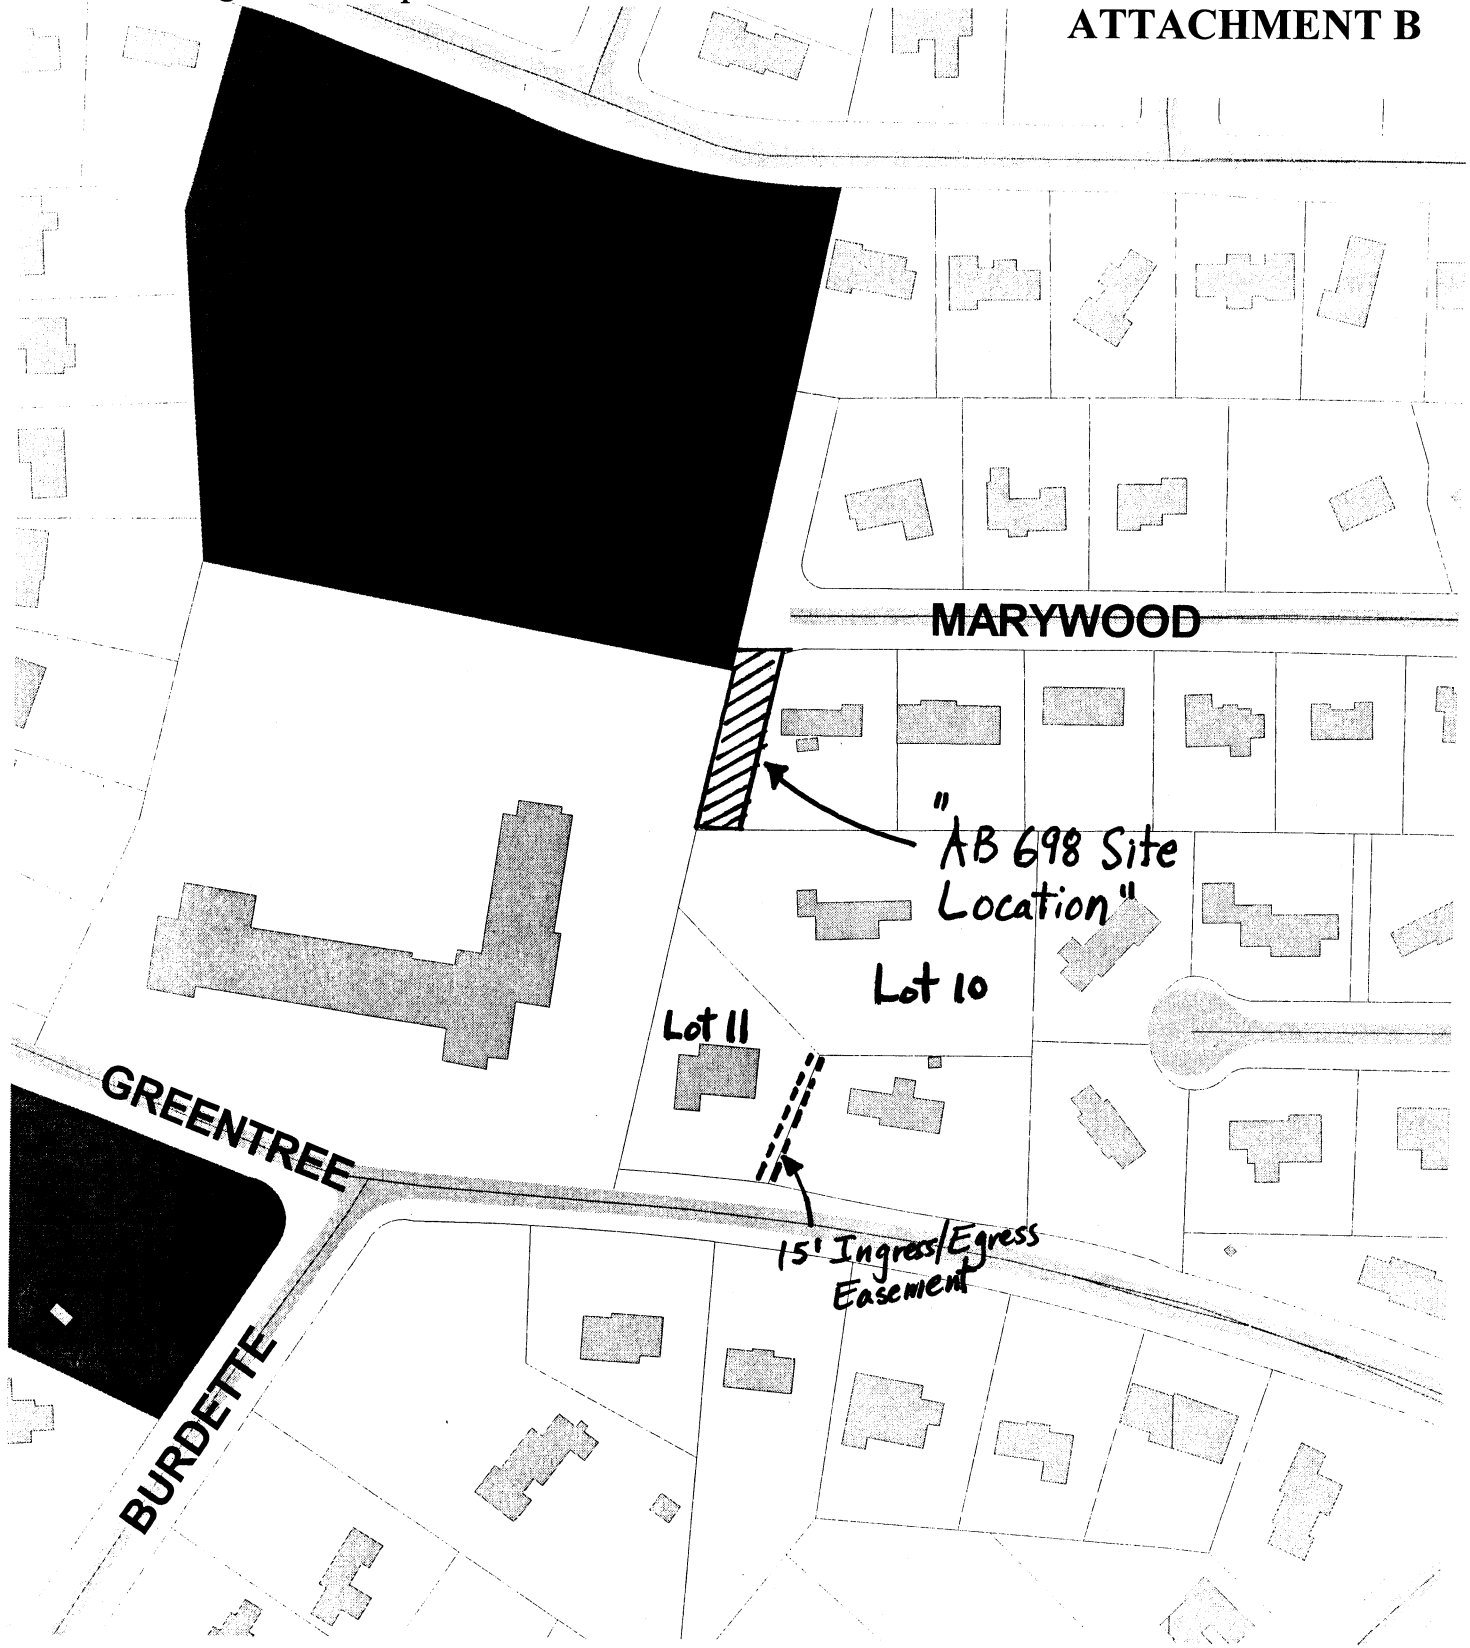 ATTACHMENT B
MARYWOOD
"
AB 698 Site
Location"
Lot 10
Lot 11
GREENTREE
15' Ingress/Egress
Easement
BURDETTE